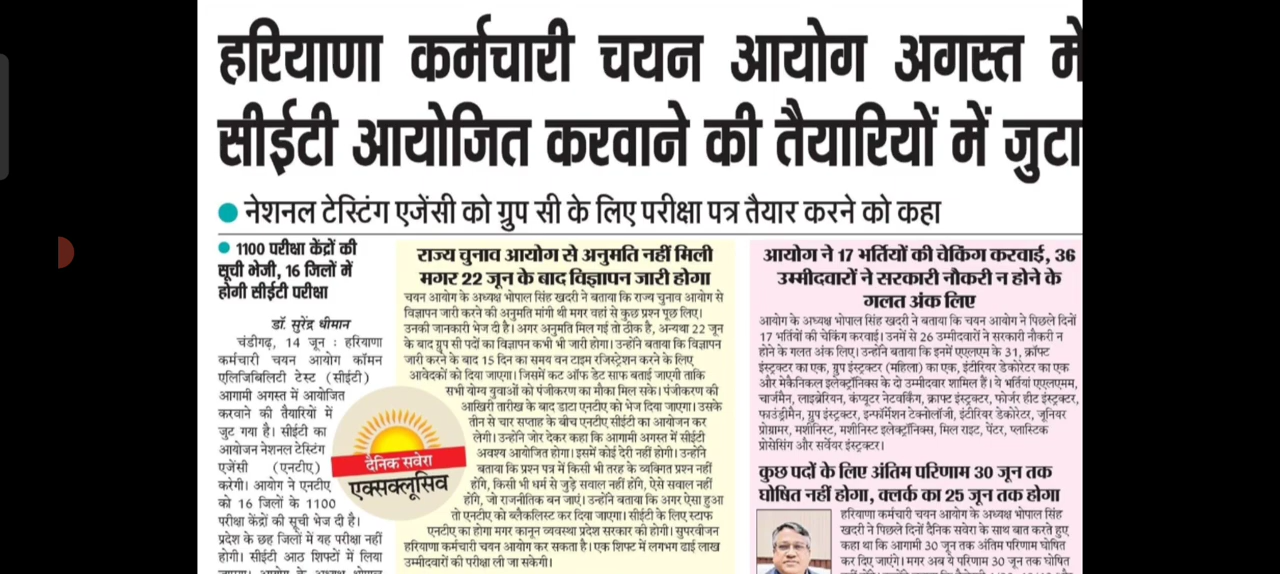 हरियाणा कर्मचारी चयन आयोग अगस्त में
सीईटी आयोजित करवाने की तैयारियों में जुटा
नेशनल टेस्टिंग एजेंसी को ग्रुप सी के लिए परीक्षा पत्र तैयार करने को कहा
1100 परीक्षा केंद्रों की
सूची भेजी, 16 जिलों में
होगी सीईटी परीक्षा
डॉ. सुरेंद्र धीमान
चंडीगढ़, 14 जून : हरियाणा
कर्मचारी चयन आयोग कॉमन
एलिजिबिलिटी टेस्ट (सीईटी)
आगामी अगस्त में आयोजित
करवाने की तैयारियों में
जुट गया है। सीईटी का
आयोजन नेशनल टेस्टिंग
एजेंसी (एनटीए)
करेगी। आयोग ने एनटीए
को 16 जिलों के 1100
परीक्षा केंद्रों की सूची भेज दी है।
प्रदेश के छह जिलों में यह परीक्षा नहीं
होगी। सीईटी आठ शिफ्टों में लिया
दैनिक सवेरा
एक्सक्लूसिव
राज्य चुनाव आयोग से अनुमति नहीं मिली
मगर 22 जून के बाद विज्ञापन जारी होगा
चयन आयोग के अध्यक्ष भोपाल सिंह खदरी ने बताया कि राज्य चुनाव आयोग से
विज्ञापन जारी करने की अनुमति मांगी थी मगर वहां से कुछ प्रश्न पूछ लिए।
उनकी जानकारी भेज दी है। अगर अनुमति मिल गई तो ठीक है, अन्यथा 22 जून
के बाद ग्रुप सी पदों का विज्ञापन कभी भी जारी होगा। उन्होंने बताया कि विज्ञापन
जारी करने के बाद 15 दिन का समय वन टाइम रजिस्ट्रेशन करने के लिए
आवेदकों को दिया जाएगा। जिसमें कट ऑफ डेट साफ बताई जाएगी ताकि
सभी योग्य युवाओं को पंजीकरण का मौका मिल सके। पंजीकरण की
आखिरी तारीख के बाद डाटा एनटीए को भेज दिया जाएगा। उसके
तीन से चार सप्ताह के बीच एनटीए सीईटी का आयोजन कर
लेगी। उन्होंने जोर देकर कहा कि आगामी अगस्त में सीईटी
अवश्य आयोजित होगा। इसमें कोई देरी नहीं होगी। उन्होंने
बताया कि प्रश्न पत्र में किसी भी तरह के व्यक्गित प्रश्न नहीं
होंगे, किसी भी धर्म से जुड़े सवाल नहीं होंगे, ऐसे सवाल नहीं
होंगे, जो राजनीतिक बन जाएं। उन्होंने बताया कि अगर ऐसा हुआ
तो एनटीए को ब्लैकलिस्ट कर दिया जाएगा। सीईटी के लिए स्टाफ
एनटीए का होगा मगर कानून व्यवस्था प्रदेश सरकार की होगी। सुपरवीजन
हरियाणा कर्मचारी चयन आयोग कर सकता है। एक शिफ्ट में लगभग ढाई लाख
उम्मीदवारों की परीक्षा ली जा सकेगी।
आयोग ने 17 भर्तियों की चेकिंग करवाई, 36
उम्मीदवारों ने सरकारी नौकरी न होने के
गलत अंक लिए
आयोग के अध्यक्ष भोपाल सिंह खदरी ने बताया कि चयन आयोग ने पिछले दिनों
17 भर्तियों की चेकिंग करवाई। उनमें से 26 उम्मीदवारों ने सरकारी नौकरी न
होने के गलत अंक लिए। उन्होंने बताया कि इनमें एएलएम के 31, क्राफ्ट
इंस्ट्रक्टर का एक, ग्रुप इंस्ट्रक्टर (महिला) का एक, इंटीरियर डेकोरेटर का एक
और मेकैनिकल इलेक्ट्रॉनिक्स के दो उम्मीदवार शामिल हैं। ये भर्तियां एएलएमम,
चार्जमैन, लाइब्रेरियन, कंप्यूटर नेटवर्किंग, क्राफ्ट इंस्ट्रक्टर, फोर्जर हीट इंस्ट्रक्टर,
फाउंड्रीमैन, ग्रुप इंस्ट्रक्टर, इन्फॉर्मेशन टेक्नोलॉजी, इंटीरियर डेकोरेटर, जूनियर
प्रोग्रामर, मशीनिस्ट, मशीनिस्ट इलेक्ट्रॉनिक्स, मिल राइट, पेंटर, प्लास्टिक
प्रोसेसिंग और सर्वेयर इंस्ट्रक्टर।
कुछ पदों के लिए अंतिम परिणाम 30 जून तक
घोषित नहीं होगा, क्लर्क का 25 जून तक होगा
हरियाणा कर्मचारी चयन आयोग के अध्यक्ष भोपाल सिंह
खदरी ने पिछले दिनों दैनिक सवेरा के साथ बात करते हुए
कहा था कि आगामी 30 जून तक अंतिम परिणाम घोषित
कर दिए जाएंगे। मगर अब ये परिणाम 30 जून तक घोषित